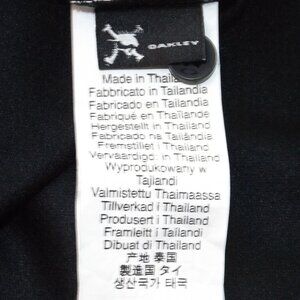 OAKLEY
Made in Thailand
Fabbricato in Tailandia
Fabricado en Tailandia
Fabriqué en Thaïlande
Hergestellt in Thailand
Fabricado na Tailândia
Fremstillet i Thailand
Vervaardigd in Thailand
Wyprodukowany w
Tajlandi
Valmistettu Thaimaassa
Tillverkad i Thailand
Produsert i Thailand
Framleitt í Tailandi
Dibuat di Thailand
产地 泰国
製造国 タイ
생산국가 태국